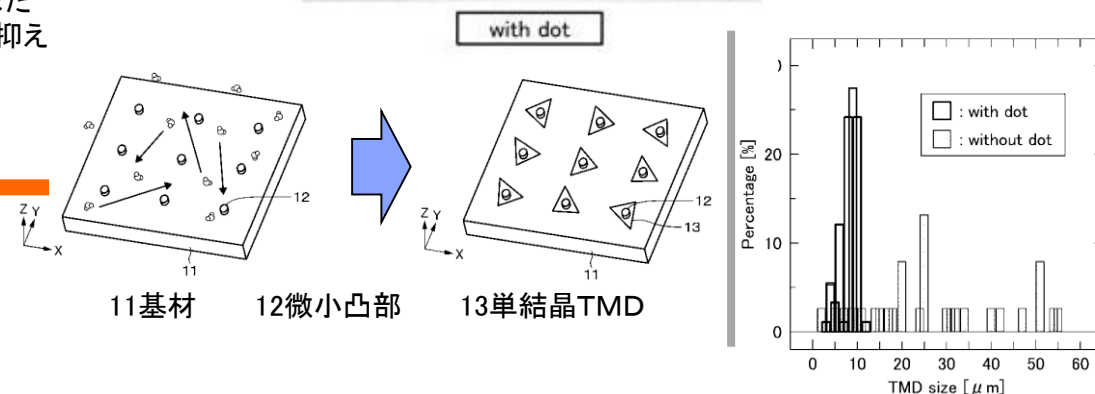 抑え
with dot
12
11
Z Y
X
12
13
11
Z Y
X
11基材
12微小凸部
13単結晶TMD
: with dot
: without dot
Percentage [%]
20
10
0
0 10 20 30 40 50 60
TMD size [μm]